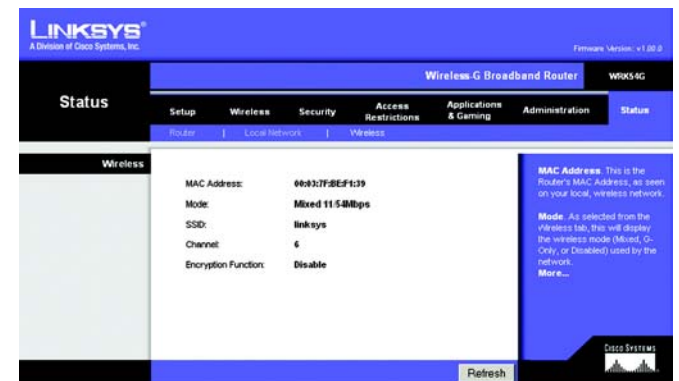 LINKSYS®
A Division of Cisco Systems, Inc.
Firmware Version: v1.00.0
Wireless-G Broadband Router WRK54G
Status
Setup Wireless Security Access Restrictions Applications & Gaming Administration Status
Router | Local Network | Wireless
Wireless
MAC Address: 00:03:7F:BE:F1:39
Mode: Mixed 11/54Mbps
SSID: linksys
Channel: 6
Encryption Function: Disable
MAC Address. This is the
Router's MAC Address, as seen
on your local, wireless network.
Mode. As selected from the
Wireless tab, this will display
the wireless mode (Mixed, G-
Only, or Disabled) used by the
network.
More...
CISCO SYSTEMS
Refresh